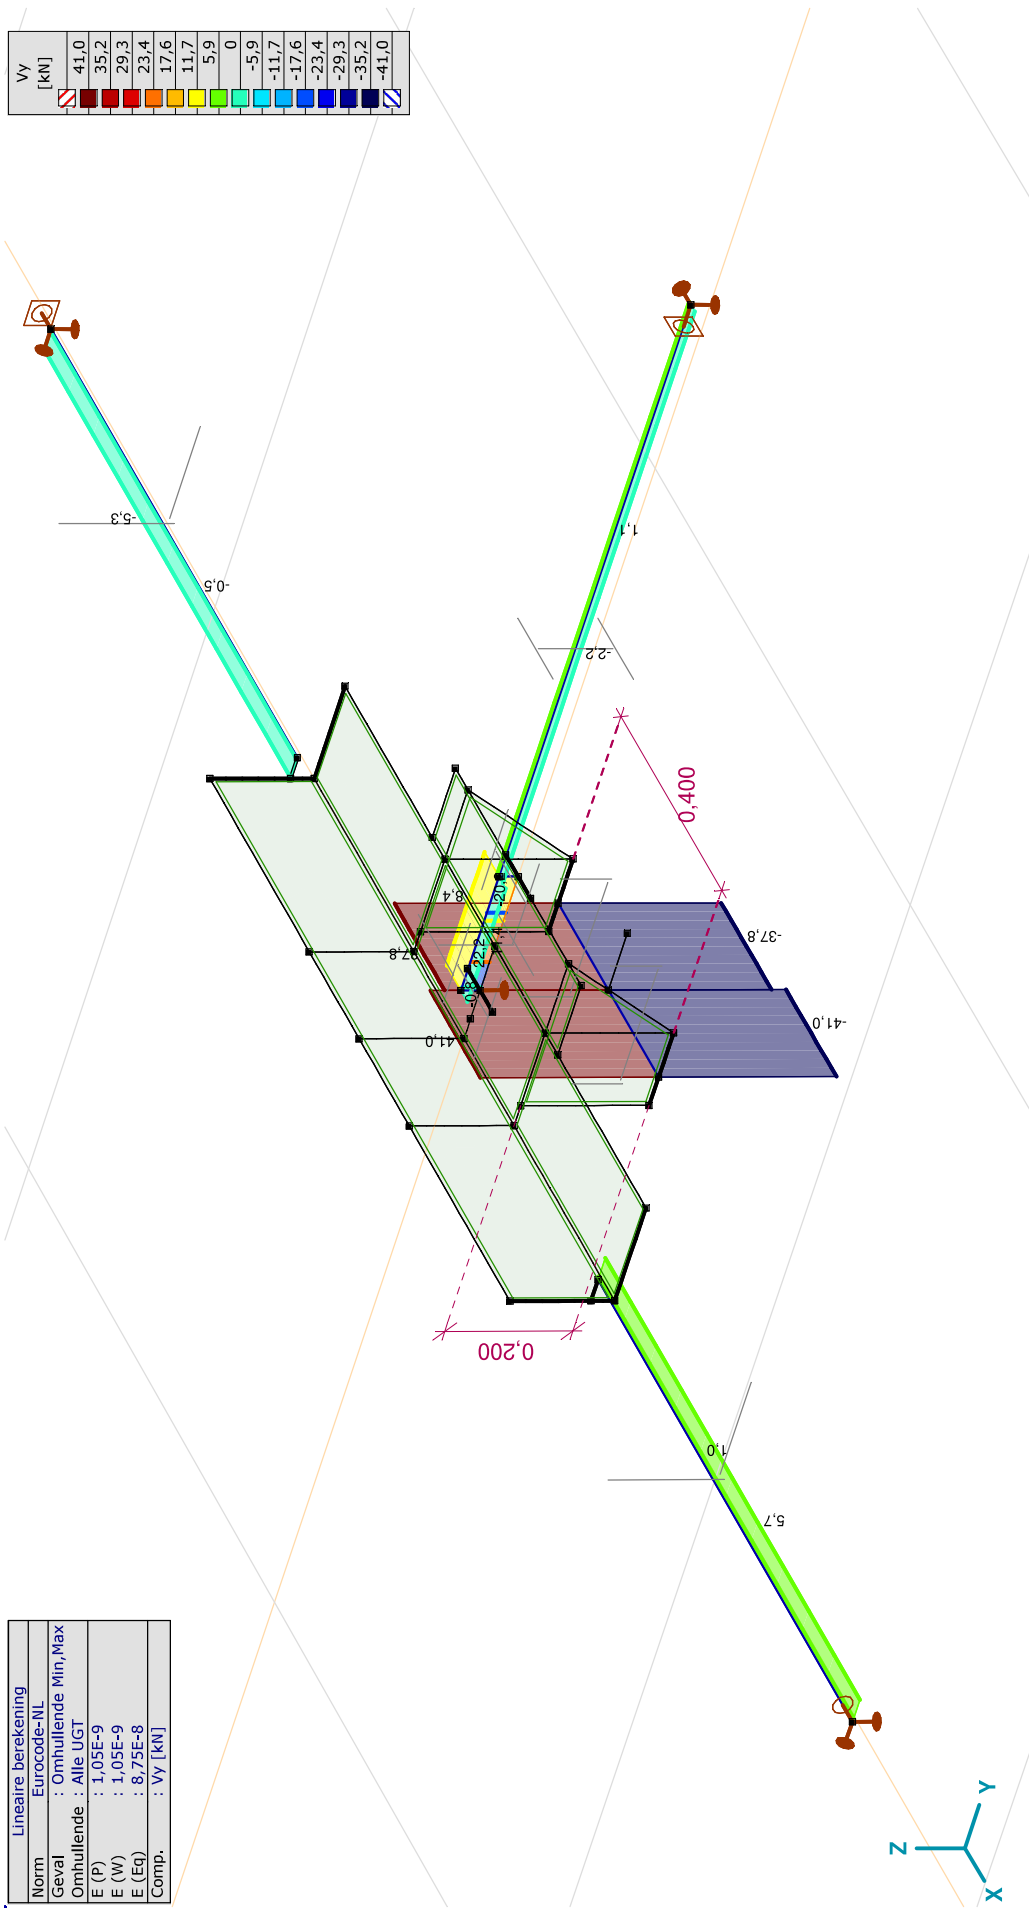 Lineaire berekening
Norm : Eurocode-NL
Geval : Omhullende Min,Max
Omhullende : Alle UGT
E (P) : 1,05E-9
E (W) : 1,05E-9
E (Eq) : 8,75E-8
Comp. : Vy [kN]
Vy
[kN]
41,0
35,2
29,3
23,4
17,6
11,7
5,9
0
-5,9
-11,7
-17,6
-23,4
-29,3
-35,2
-41,0
-5,3
-0,5
1,1
-2,2
0,400
8,4
-37,8
22,2
-0,8
41,0
-41,0
0,200
1,0
5,7
Z
Y
X